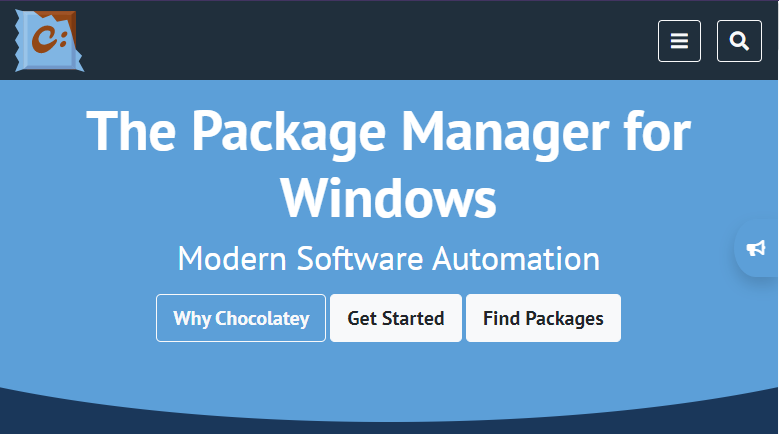 C:
The Package Manager for
Windows
Modern Software Automation
Why Chocolatey
Get Started
Find Packages